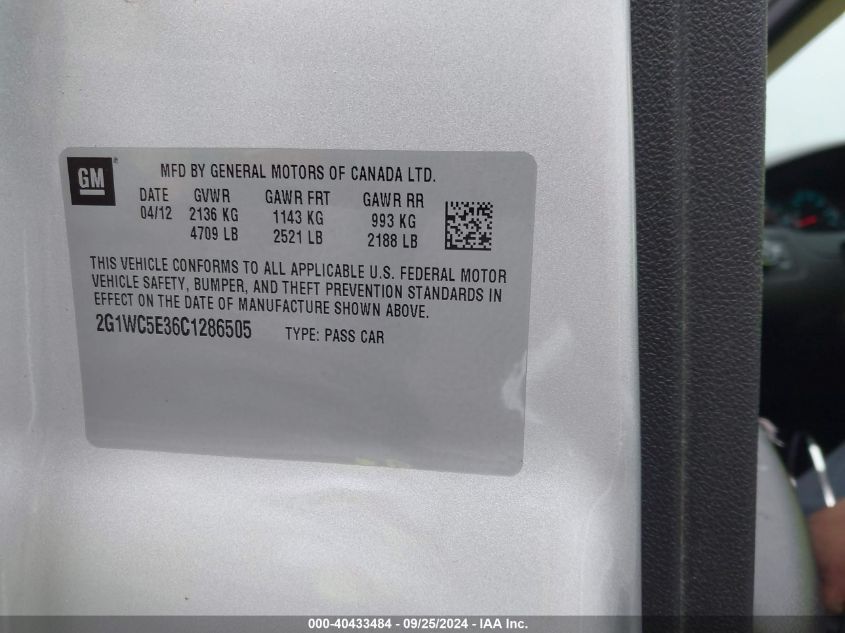 GM®
MFD BY GENERAL MOTORS OF CANADA LTD.
DATE GVWR GAWR FRT GAWR RR
04/12 2136 KG 1143 KG 993 KG
4709 LB 2521 LB 2188 LB
THIS VEHICLE CONFORMS TO ALL APPLICABLE U.S. FEDERAL MOTOR
VEHICLE SAFETY, BUMPER, AND THEFT PREVENTION STANDARDS IN
EFFECT ON THE DATE OF MANUFACTURE SHOWN ABOVE.
2G1WC5E36C1286505 TYPE: PASS CAR
000-40433484 - 09/25/2024 - IAA Inc.